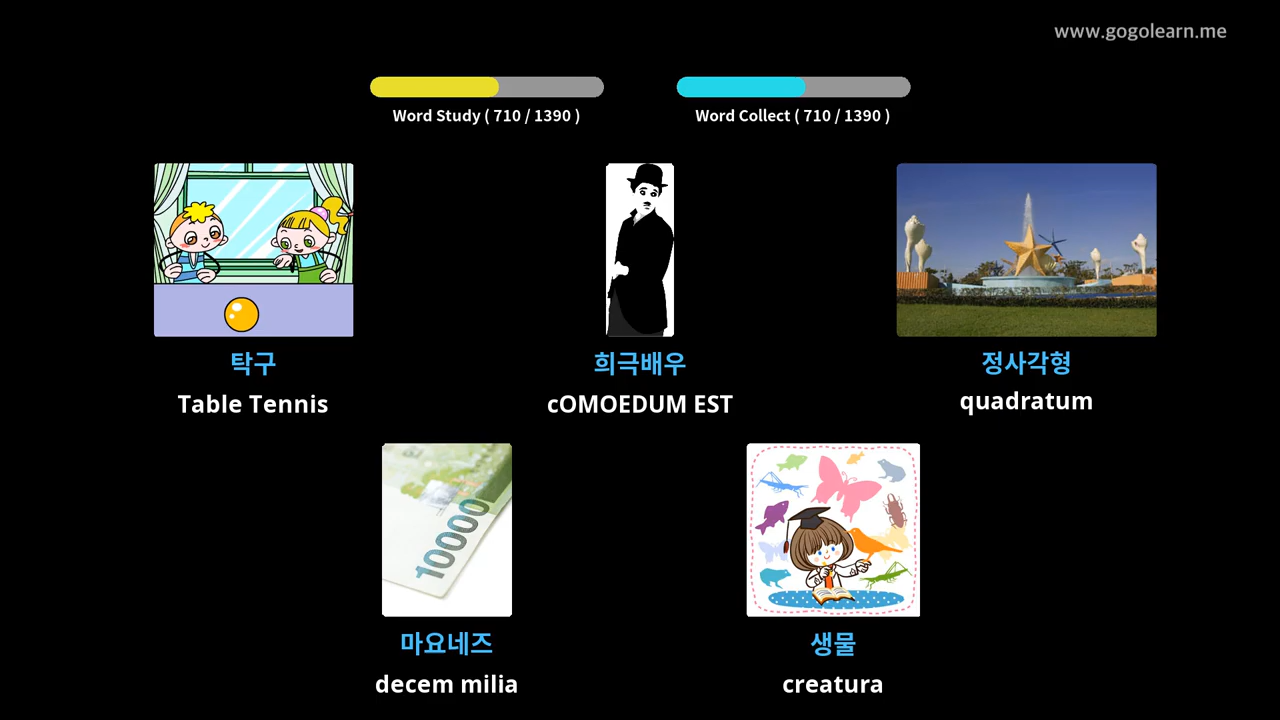 www.gogolearn.me
Word Study ( 710 / 1390 )
Word Collect ( 710 / 1390 )
탁구
Table Tennis
희극배우
cOMOEDUM EST
정사각형
quadratum
10000
마요네즈
decem milia
생물
creatura